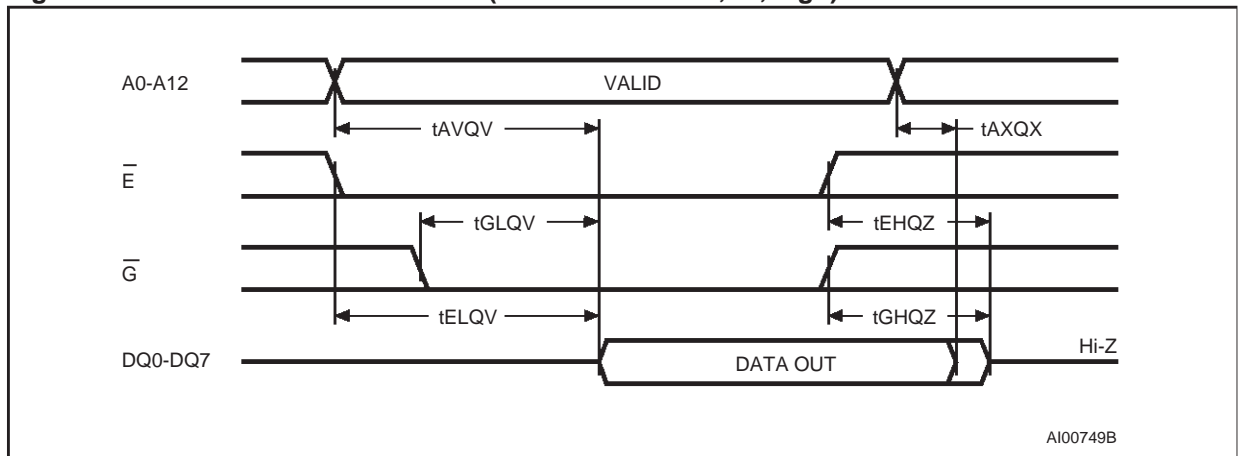 A0-A12
VALID
tAVQV
tAXQX
E
tGLQV
tEHQZ
G
tELQV
tGHQZ
DQ0-DQ7
DATA OUT
Hi-Z
AI00749B